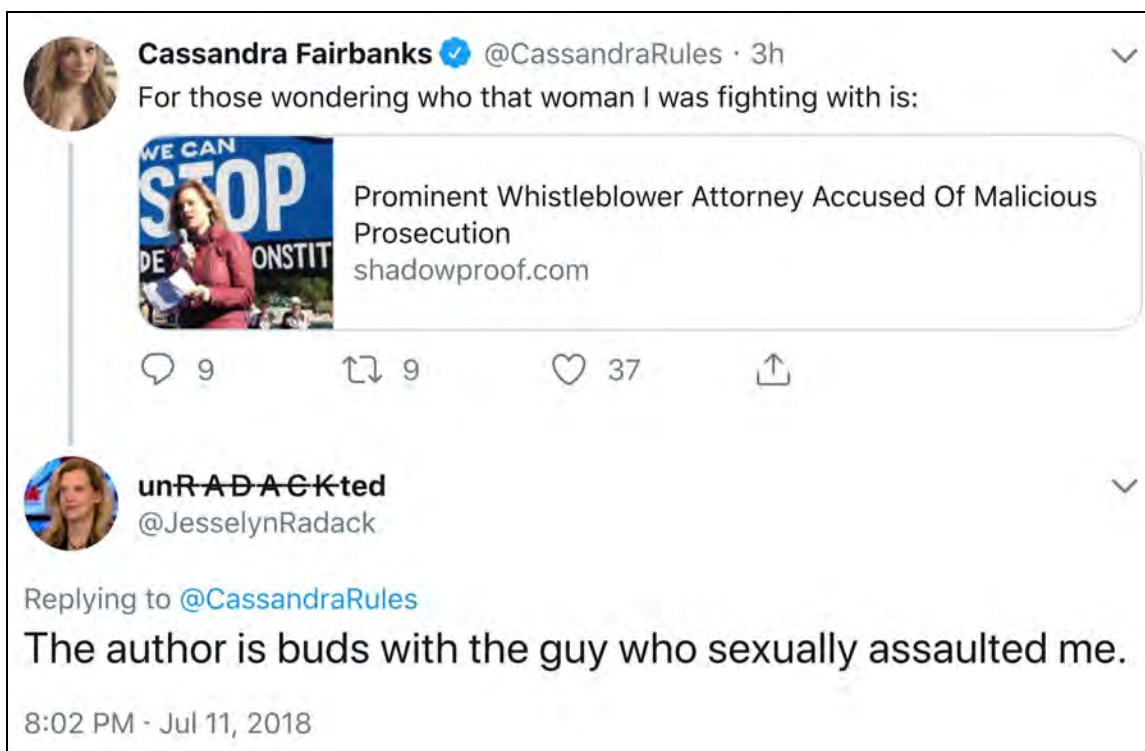 Cassandra Fairbanks @CassandraRules · 3h
For those wondering who that woman I was fighting with is:
WE CAN
STOP
DE ONSTIT
Prominent Whistleblower Attorney Accused Of Malicious
Prosecution
shadowproof.com
9 9 37
unRADACKted
@JesselynRadack
Replying to @CassandraRules
The author is buds with the guy who sexually assaulted me.
8:02 PM · Jul 11, 2018